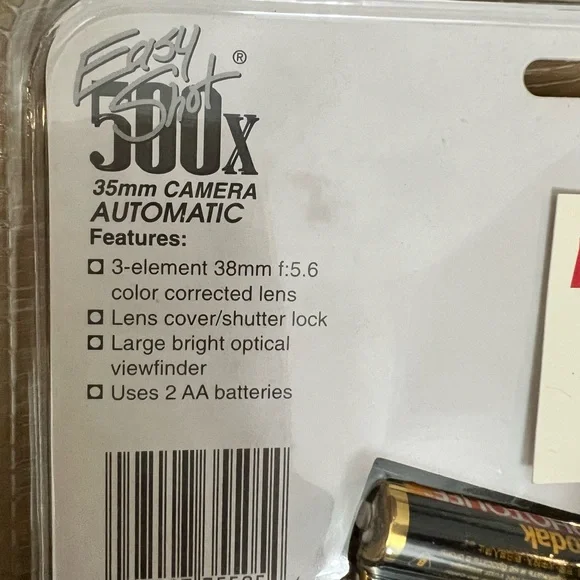 Easy Shot ®
500x
35mm CAMERA
AUTOMATIC
Features:
3-element 38mm f:5.6
color corrected lens
Lens cover/shutter lock
Large bright optical
viewfinder
Uses 2 AA batteries